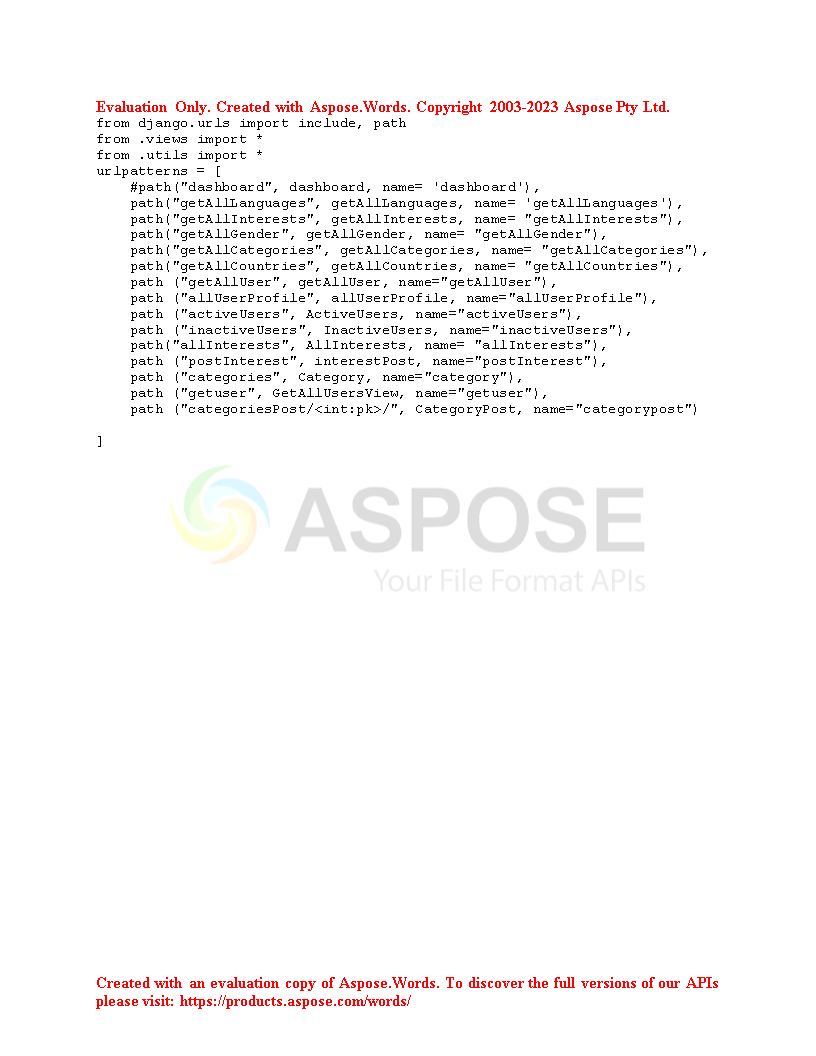 Evaluation Only. Created with Aspose.Words. Copyright 2003-2023 Aspose Pty Ltd.
from django.urls import include, path
from .views import *
from .utils import *
urlpatterns = [
    #path("dashboard", dashboard, name= 'dashboard'),
    path("getAllLanguages", getAllLanguages, name= 'getAllLanguages'),
    path("getAllInterests", getAllInterests, name= "getAllInterests"),
    path("getAllGender", getAllGender, name= "getAllGender"),
    path("getAllCategories", getAllCategories, name= "getAllCategories"),
    path("getAllCountries", getAllCountries, name= "getAllCountries"),
    path ("getAllUser", getAllUser, name="getAllUser"),
    path ("allUserProfile", allUserProfile, name="allUserProfile"),
    path ("activeUsers", ActiveUsers, name="activeUsers"),
    path ("inactiveUsers", InactiveUsers, name="inactiveUsers"),
    path("allInterests", AllInterests, name= "allInterests"),
    path ("postInterest", interestPost, name="postInterest"),
    path ("categories", Category, name="category"),
    path ("getuser", GetAllUsersView, name="getuser"),
    path ("categoriesPost/<int:pk>/", CategoryPost, name="categorypost")
]
ASPOSE
Your File Format APIs
Created with an evaluation copy of Aspose.Words. To discover the full versions of our APIs
please visit: https://products.aspose.com/words/